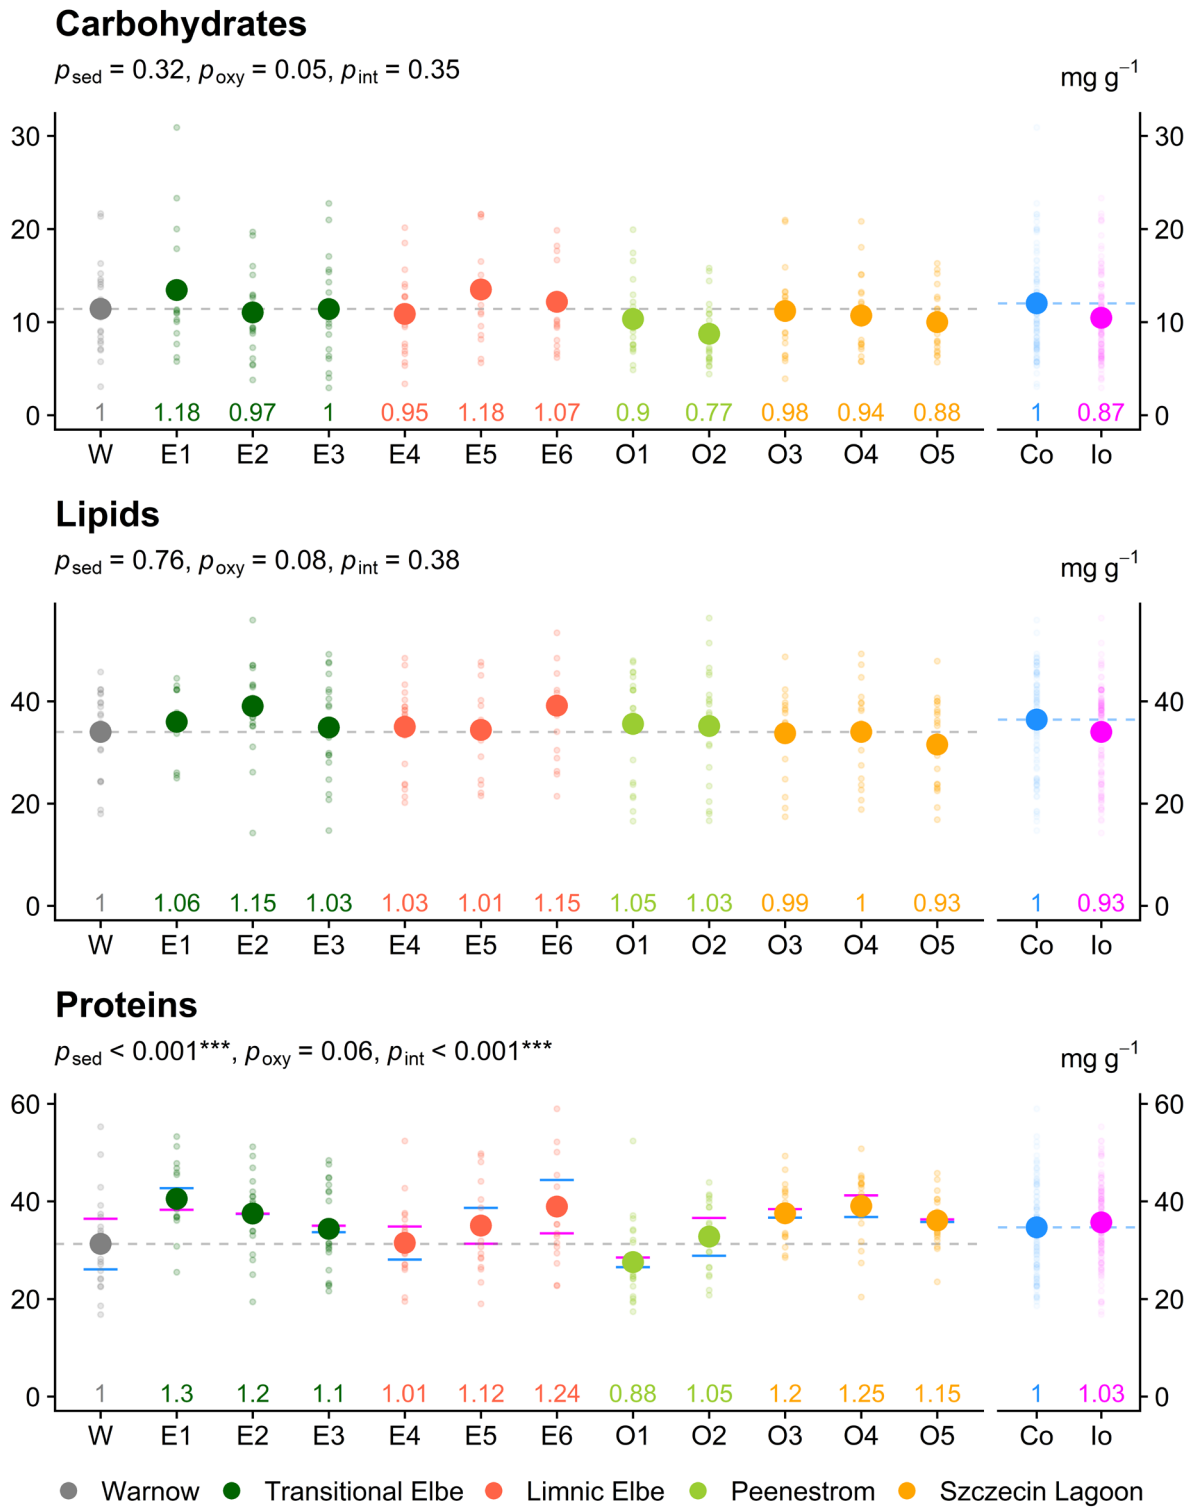 Carbohydrates
p sed = 0.32, p oxy = 0.05, p int = 0.35
mg g−1
30 30
20 20
10 10
0 1 1.18 0.97 1 0.95 1.18 1.07 0.9 0.77 0.98 0.94 0.88 1 0.87 0
W E1 E2 E3 E4 E5 E6 O1 O2 O3 O4 O5 Co Io
Lipids
p sed = 0.76, p oxy = 0.08, p int = 0.38
mg g−1
40 40
20 20
0 1 1.06 1.15 1.03 1.03 1.01 1.15 1.05 1.03 0.99 1 0.93 1 0.93 0
W E1 E2 E3 E4 E5 E6 O1 O2 O3 O4 O5 Co Io
Proteins
p sed < 0.001***, p oxy = 0.06, p int < 0.001***
mg g−1
60 60
40 40
20 20
0 1 1.3 1.2 1.1 1.01 1.12 1.24 0.88 1.05 1.2 1.25 1.15 1 1.03 0
W E1 E2 E3 E4 E5 E6 O1 O2 O3 O4 O5 Co Io
Warnow Transitional Elbe Limnic Elbe Peenestrom Szczecin Lagoon